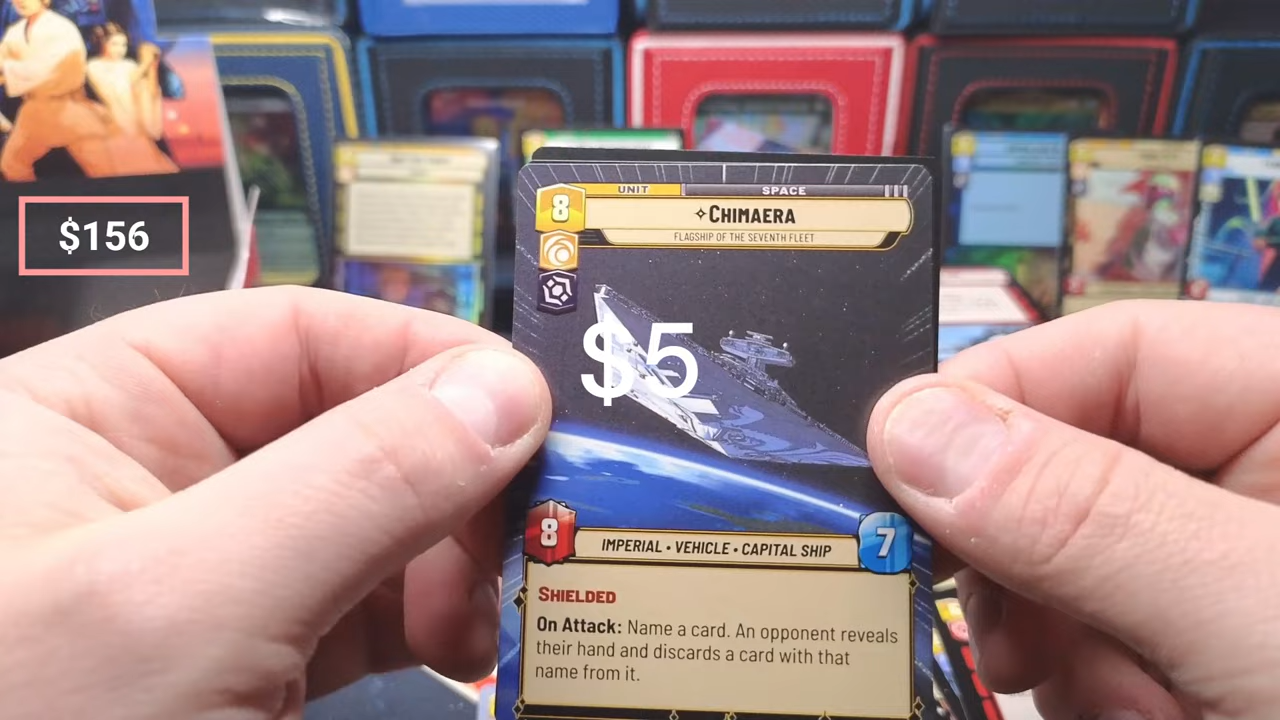 UNIT SPACE
8
✧CHIMAERA
FLAGSHIP OF THE SEVENTH FLEET
$156
$5
8
IMPERIAL • VEHICLE • CAPITAL SHIP
7
SHIELDED
On Attack: Name a card. An opponent reveals
their hand and discards a card with that
name from it.